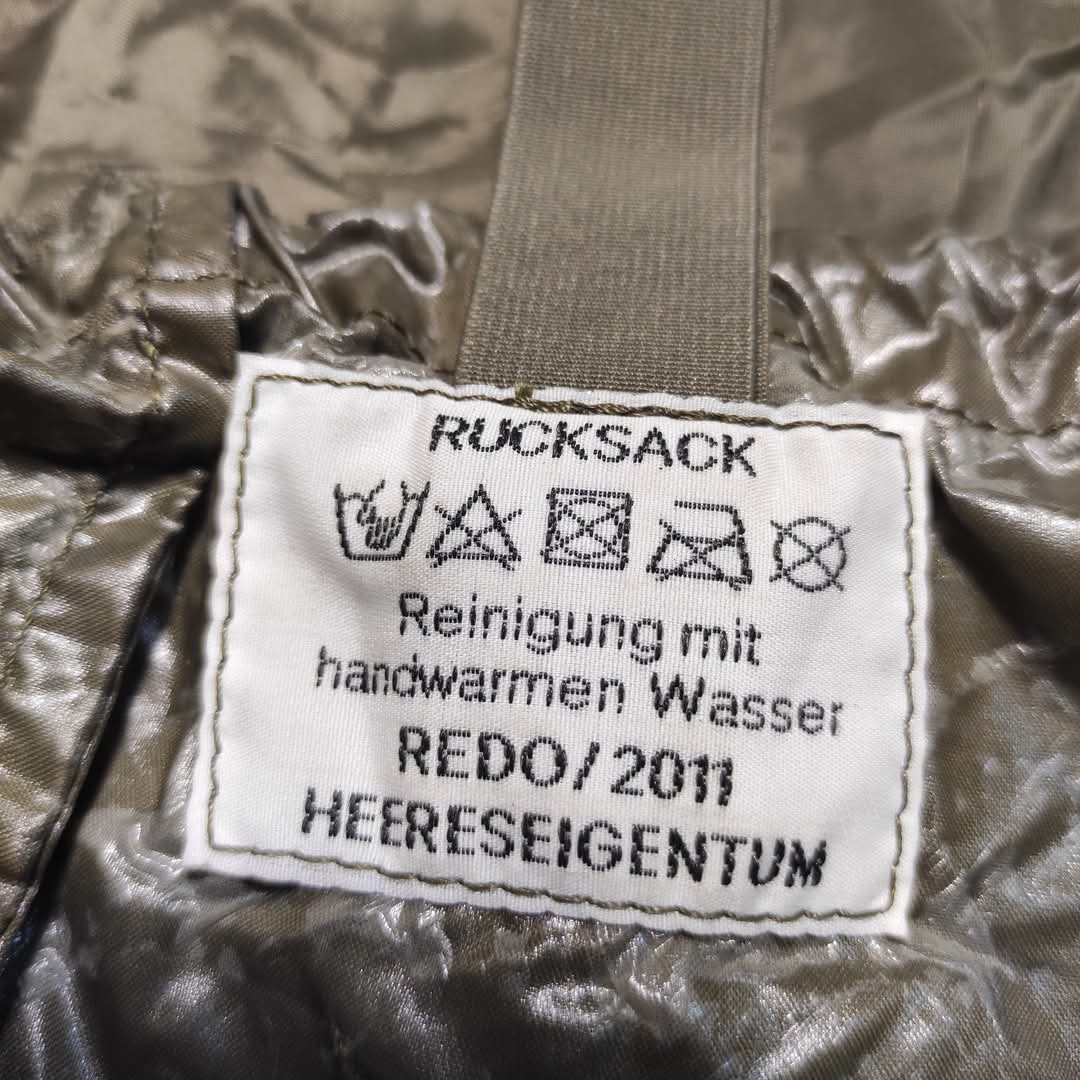 RUCKSACK
Reinigung mit
handwarmen Wasser
REDO/2011
HEERESEIGENTUM